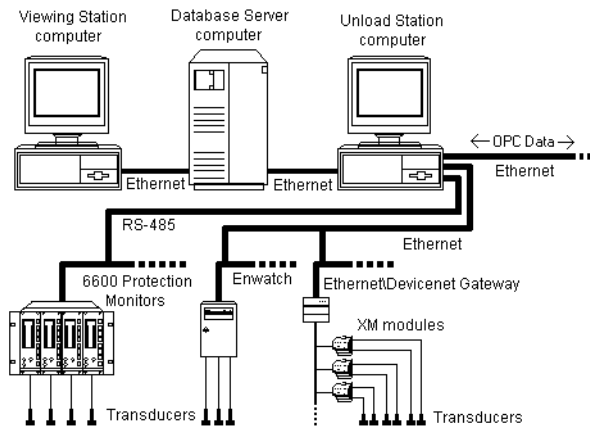 Viewing Station
computer
Database Server
computer
Unload Station
computer
←OPC Data→
Ethernet
Ethernet
Ethernet
RS-485
Ethernet
6600 Protection
Monitors
Enwatch
Ethernet\Devicenet Gateway
XM modules
Transducers
Transducers